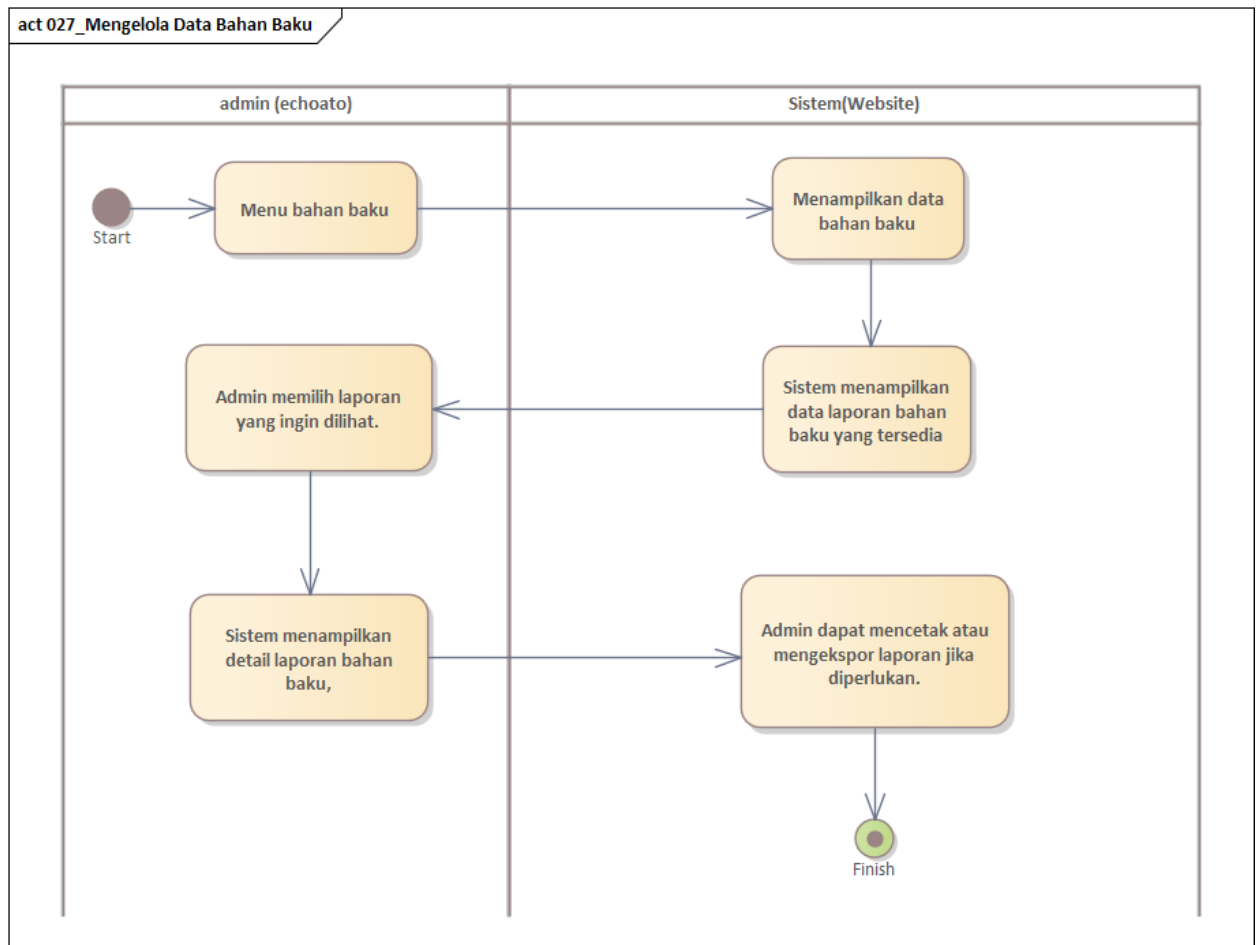 act 027_Mengelola Data Bahan Baku
admin (echoato)
Sistem(Website)
Start
Menu bahan baku
Menampilkan data
bahan baku
Sistem menampilkan
data laporan bahan
baku yang tersedia
Admin memilih laporan
yang ingin dilihat.
Sistem menampilkan
detail laporan bahan
baku,
Admin dapat mencetak atau
mengekspor laporan jika
diperlukan.
Finish